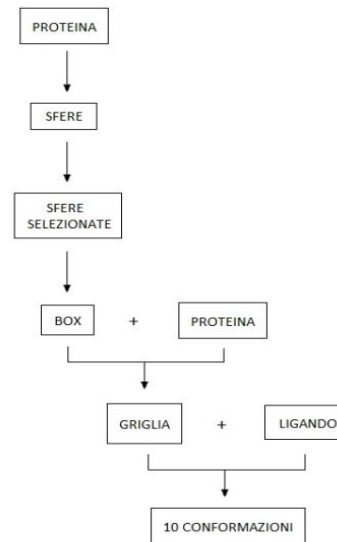 PROTEINA
SFERE
SFERE
SELEZIONATE
BOX + PROTEINA
GRIGLIA + LIGANDO
10 CONFORMAZIONI